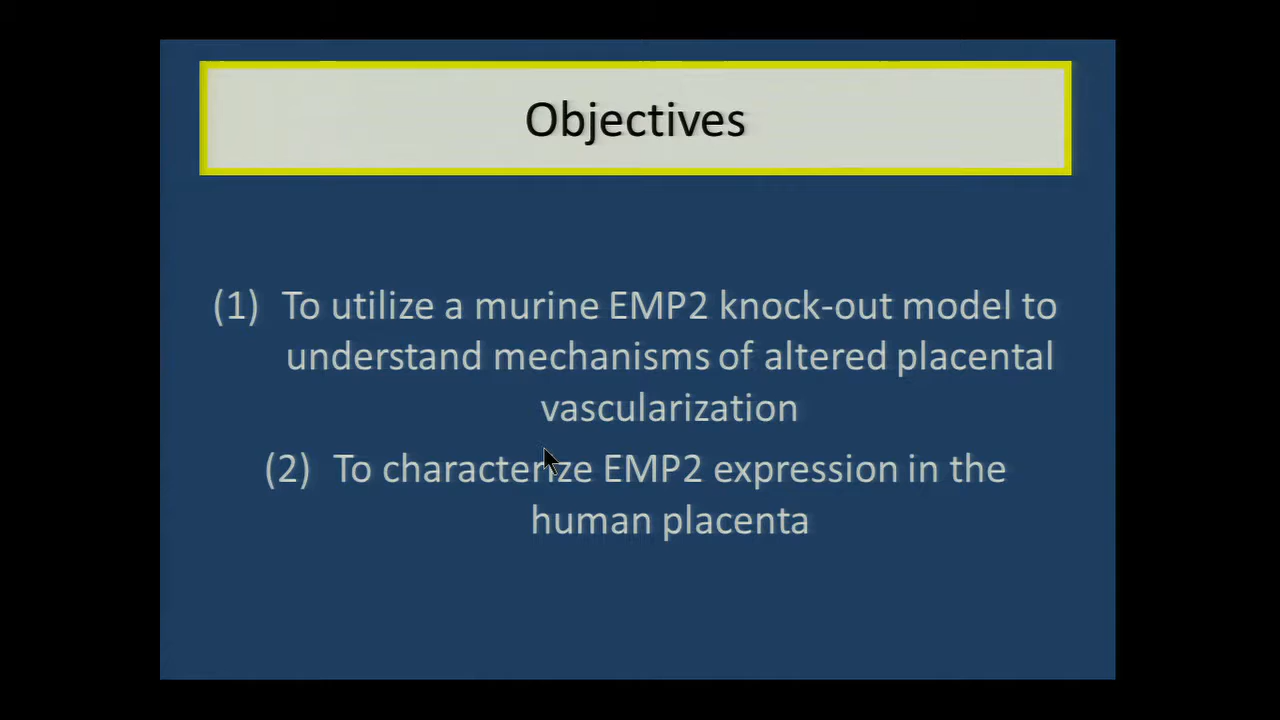 Objectives
(1) To utilize a murine EMP2 knock-out model to
understand mechanisms of altered placental
vascularization
(2) To characterize EMP2 expression in the
human placenta